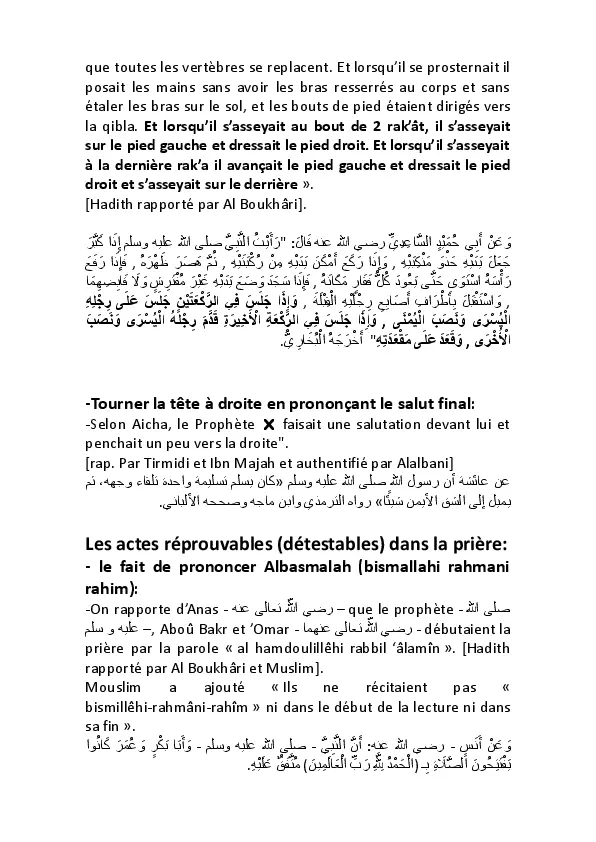 que toutes les vertèbres se replacent. Et lorsqu’il se prosternait il
posait les mains sans avoir les bras resserrés au corps et sans
étaler les bras sur le sol, et les bouts de pied étaient dirigés vers
la qibla. Et lorsqu’il s’asseyait au bout de 2 rak’ât, il s’asseyait
sur le pied gauche et dressait le pied droit. Et lorsqu’il s’asseyait
à la dernière rak’a il avançait le pied gauche et dressait le pied
droit et s’asseyait sur le derrière ».
[Hadith rapporté par Al Boukhâri].
وَعَنْ أَبِي حُمَيْدٍ السَّاعِدِيِّ رضي الله عنه قَالَ: "رَأَيْتُ النَّبِيَّ صلى الله عليه وسلم إِذَا كَبَّرَ
جَعَلَ يَدَيْهِ حَذْوَ مَنْكِبَيْهِ , وَإِذَا رَكَعَ أَمْكَنَ يَدَيْهِ مِنْ رُكْبَتَيْهِ , ثُمَّ هَصَرَ ظَهْرَهُ , فَإِذَا رَفَعَ
رَأْسَهُ اسْتَوَى حَتَّى يَعُودَ كُلُّ فَقَارٍ مَكَانَهُ , فَإِذَا سَجَدَ وَضَعَ يَدَيْهِ غَيْرَ مُفْتَرِشٍ وَلَا قَابِضِهِمَا
, وَاسْتَقْبَلَ بِأَطْرَافِ أَصَابِعِ رِجْلَيْهِ الْقِبْلَةَ , وَإِذَا جَلَسَ فِي الرَّكْعَتَيْنِ جَلَسَ عَلَى رِجْلِهِ
الْيُسْرَى وَنَصَبَ الْيُمْنَى , وَإِذَا جَلَسَ فِي الرَّكْعَةِ الْأَخِيرَةِ قَدَّمَ رِجْلَهُ الْيُسْرَى وَنَصَبَ
الْأُخْرَى , وَقَعَدَ عَلَى مَقْعَدَتِهِ" أَخْرَجَهُ الْبُخَارِيُّ.
-Tourner la tête à droite en prononçant le salut final:
-Selon Aicha, le Prophète ✗ faisait une salutation devant lui et
penchait un peu vers la droite".
[rap. Par Tirmidi et Ibn Majah et authentifié par Alalbani]
عن عائشة أن رسول الله صلى الله عليه وسلم «كان يسلم تسليمة واحدة تلقاء وجهه، ثم
يميل إلى الشق الأيمن شيئًا» رواه الترمذي وابن ماجه وصححه الألباني.
Les actes réprouvables (détestables) dans la prière:
- le fait de prononcer Albasmalah (bismallahi rahmani
rahim):
-On rapporte d’Anas - رضي الله تعالى عنه – que le prophète - صلى الله
عليه و سلم –, Aboû Bakr et ’Omar - رضي الله تعالى عنهما - débutaient la
prière par la parole « al hamdoulillêhi rabbil ‘âlamîn ». [Hadith
rapporté par Al Boukhâri et Muslim].
Mouslim a ajouté « Ils ne récitaient pas «
bismillêhi-rahmâni-rahîm » ni dans le début de la lecture ni dans
sa fin ».
وَعَنْ أَنَسٍ - رضي الله عنه: أَنَّ النَّبِيَّ - صلى الله عليه وسلم - وَأَبَا بَكْرٍ وَعُمَرَ كَانُوا
يَفْتَتِحُونَ الصَّلَاةَ بِـ (الْحَمْدُ لِلَّهِ رَبِّ الْعَالَمِينَ) مُتَّفَقٌ عَلَيْهِ.